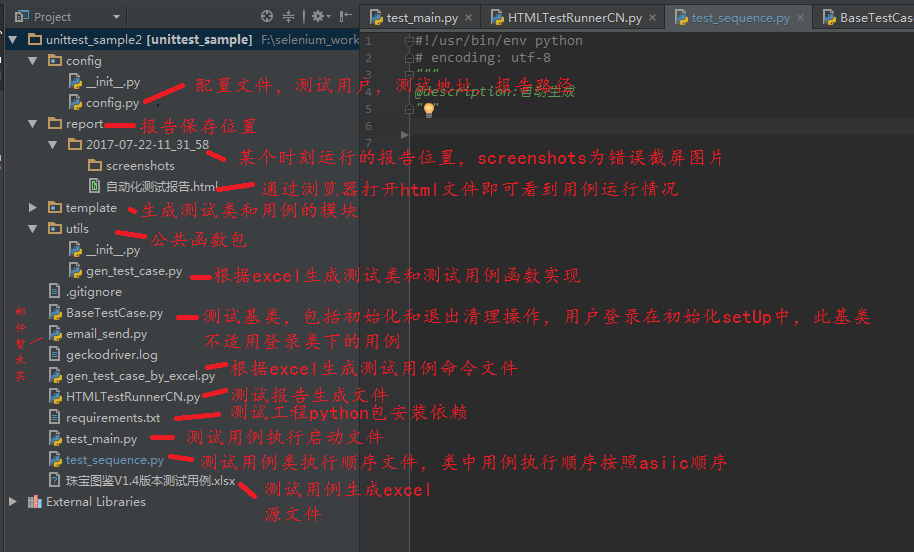 Project
test_main.py
HTMLTestRunnerCN.py
test_sequence.py
BaseTestCase
unittest_sample2 [unittest_sample] F:\selenium_work
config
__init__.py
config.py
配置文件，测试用户，测试地址，报告路径
report
报告保存位置
2017-07-22-11_31_58
某个时刻运行的报告位置，screenshots为错误截屏图片
screenshots
自动化测试报告.html
通过浏览器打开html文件即可看到用例运行情况
template
生成测试类和用例的模块
utils
公共函数包
__init__.py
gen_test_case.py
根据excel生成测试类和测试用例函数实现
.gitignore
BaseTestCase.py
测试基类，包括初始化和退出清理操作，用户登录在初始化setUp中，此基类
不适用登录类下的用例
email_send.py
邮件暂未实
geckodriver.log
gen_test_case_by_excel.py
根据excel生成测试用例命令文件
HTMLTestRunnerCN.py
测试报告生成文件
requirements.txt
测试工程python包安装依赖
test_main.py
测试用例执行启动文件
test_sequence.py
测试用例类执行顺序文件，类中用例执行顺序按照asiic顺序
珠宝图鉴V1.4版本测试用例.xlsx
测试用例生成excel
源文件
External Libraries
1 #!/usr/bin/env python
2 # encoding: utf-8
3 """
4 @description:自动生成
5 """
6
7